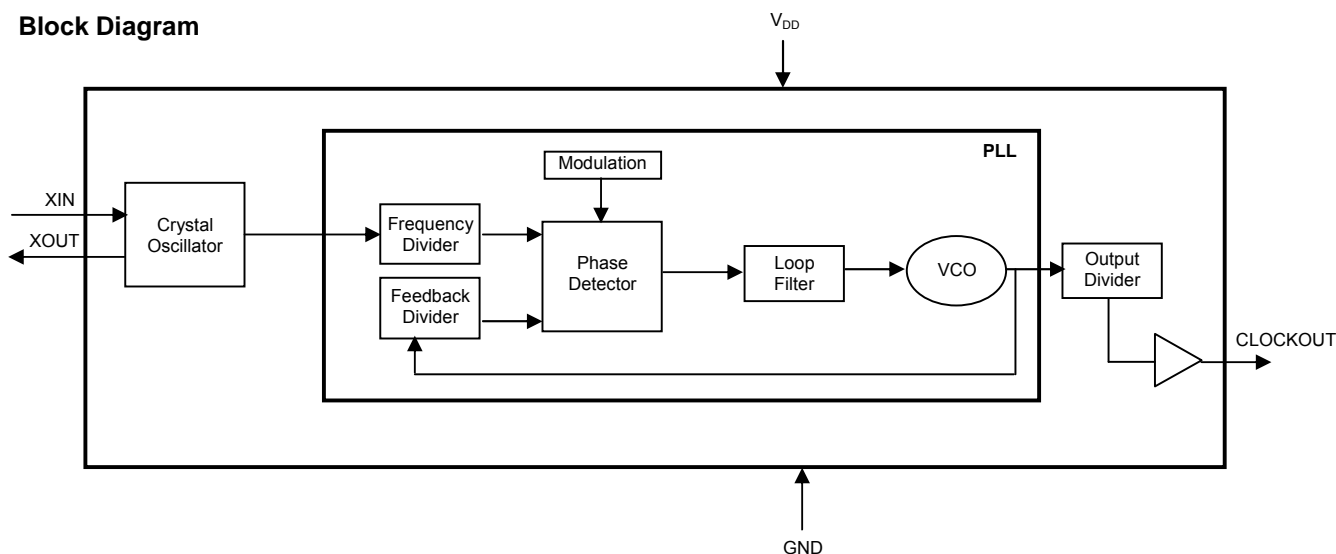 Block Diagram
VDD
PLL
Modulation
XIN
XOUT
Crystal
Oscillator
Frequency
Divider
Feedback
Divider
Phase
Detector
Loop
Filter
VCO
Output
Divider
CLOCKOUT
GND